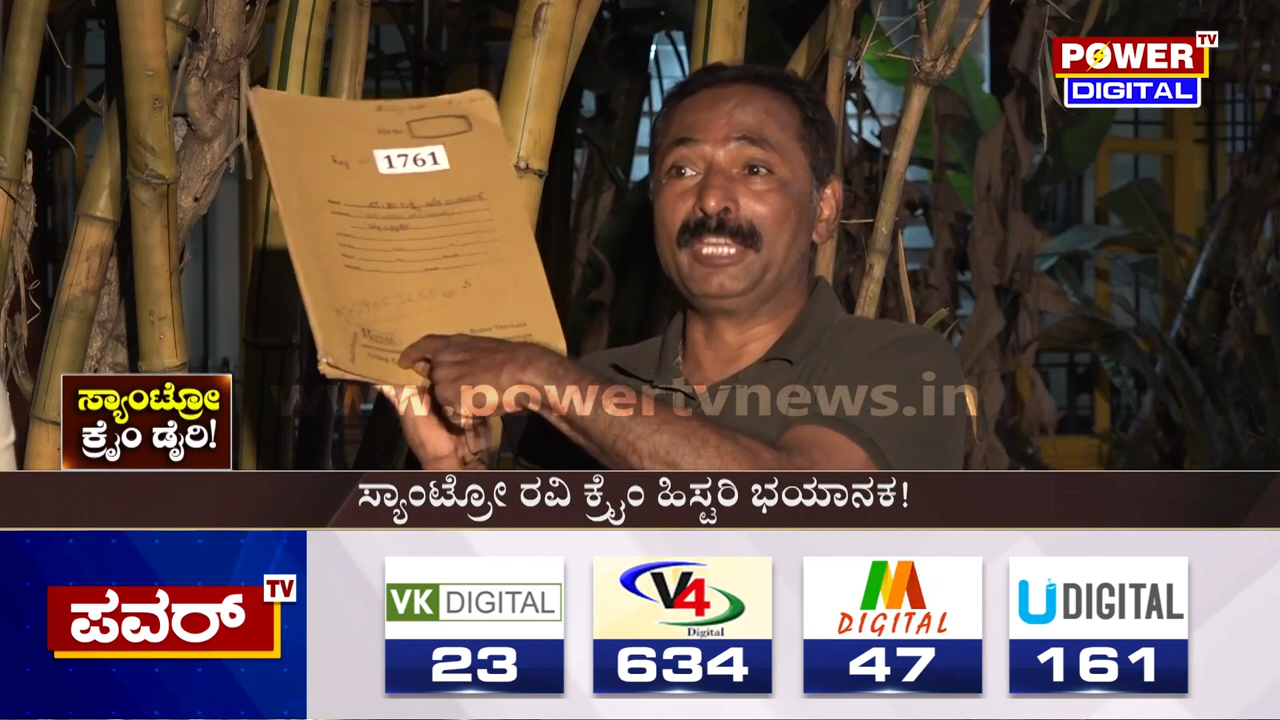 POWER TV
DIGITAL
1761
www.powertvnews.in
ಸ್ಯಾಂಟ್ರೋ
ಕ್ರೈಂ ಡೈರಿ!
ಸ್ಯಾಂಟ್ರೋ ರವಿ ಕ್ರೈಂ ಹಿಸ್ಟರಿ ಭಯಾನಕ!
ಪವರ್ TV
VK DIGITAL
23
V4 Digital
634
M DIGITAL
47
U DIGITAL
161